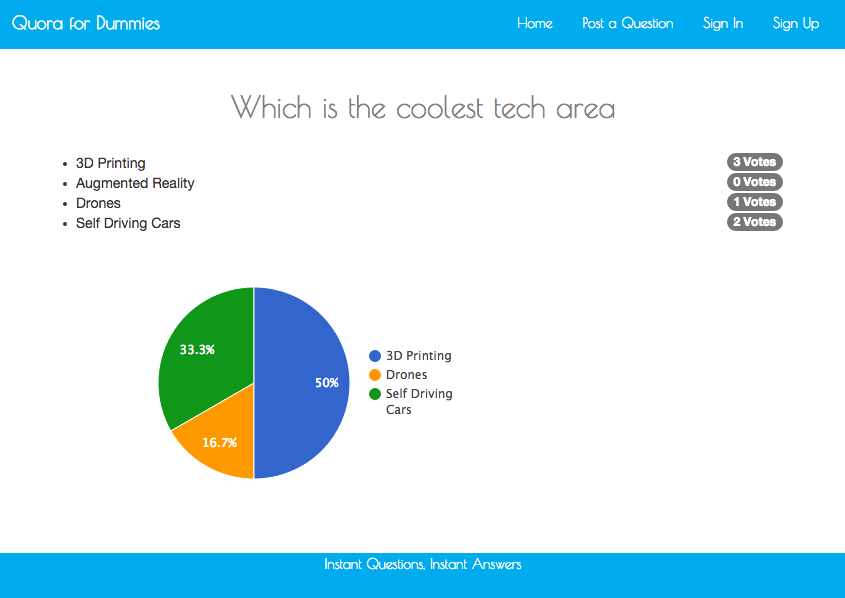 Quora for Dummies
Home
Post a Question
Sign In
Sign Up
Which is the coolest tech area
3D Printing
3 Votes
Augmented Reality
0 Votes
Drones
1 Votes
Self Driving Cars
2 Votes
33.3%
50%
16.7%
3D Printing
Drones
Self Driving
Cars
Instant Questions, Instant Answers